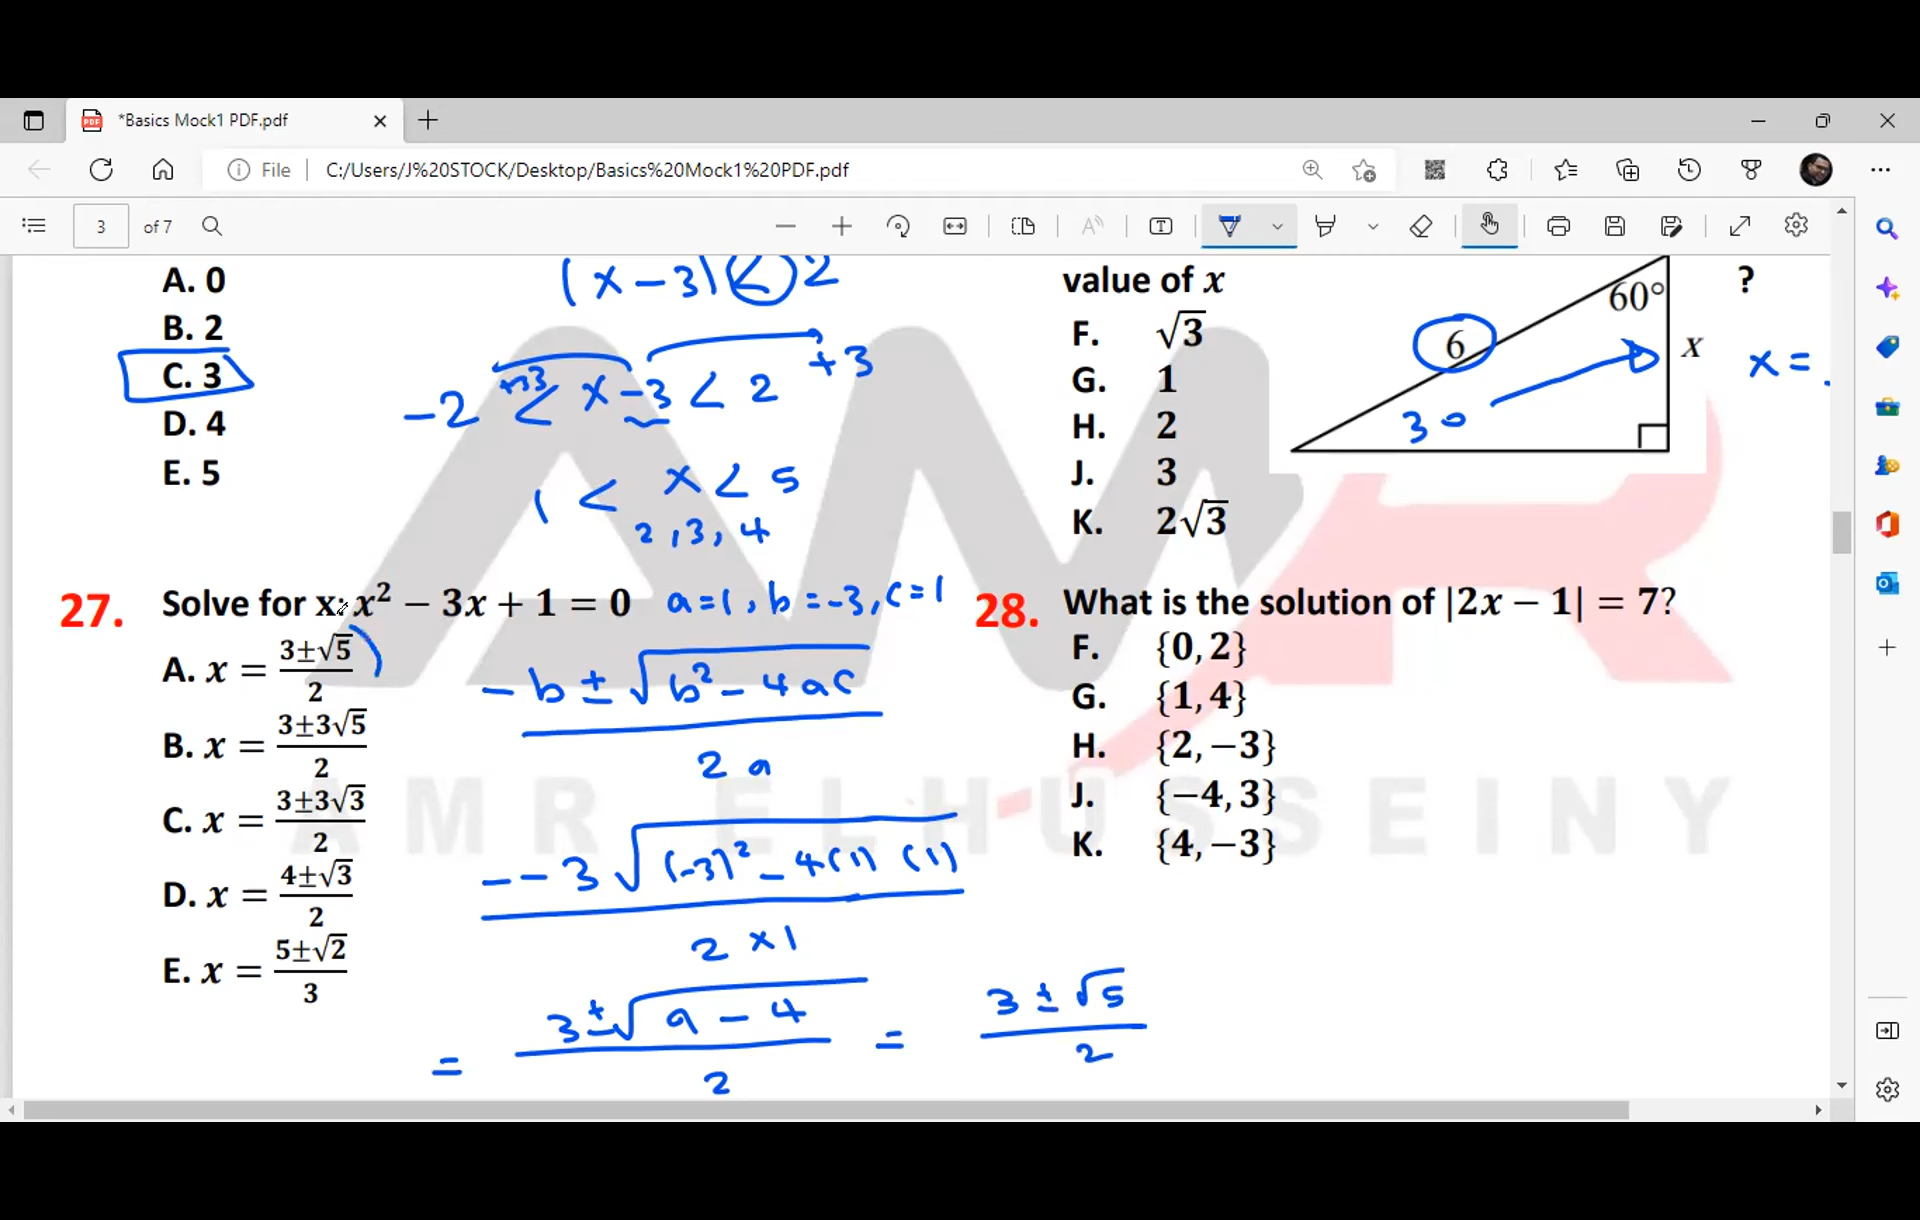 *Basics Mock1 PDF.pdf
File
C:/Users/J%20STOCK/Desktop/Basics%20Mock1%20PDF.pdf
3 of 7
A. 0
B. 2
C. 3
D. 4
E. 5
|x - 3| < 2
+3 +3
-2 < x - 3 < 2
1 < x < 5
2, 3, 4
value of x ?
F. √3
G. 1
H. 2
J. 3
K. 2√3
60°
6
x
30
x =
27. Solve for x: x² − 3x + 1 = 0
a = 1, b = -3, c = 1
A. x = (3±√5)/2
B. x = (3±3√5)/2
C. x = (3±3√3)/2
D. x = (4±√3)/2
E. x = (5±√2)/3
(- b ± √(b² - 4ac))/(2a)
(- - 3 √((-3)² - 4(1)(1)))/(2 × 1)
= (3 ± √(9 - 4))/2 = (3 ± √5)/2
28. What is the solution of |2x − 1| = 7?
F. {0, 2}
G. {1, 4}
H. {2, −3}
J. {−4, 3}
K. {4, −3}
AMR
AMR ELHUSSEINY